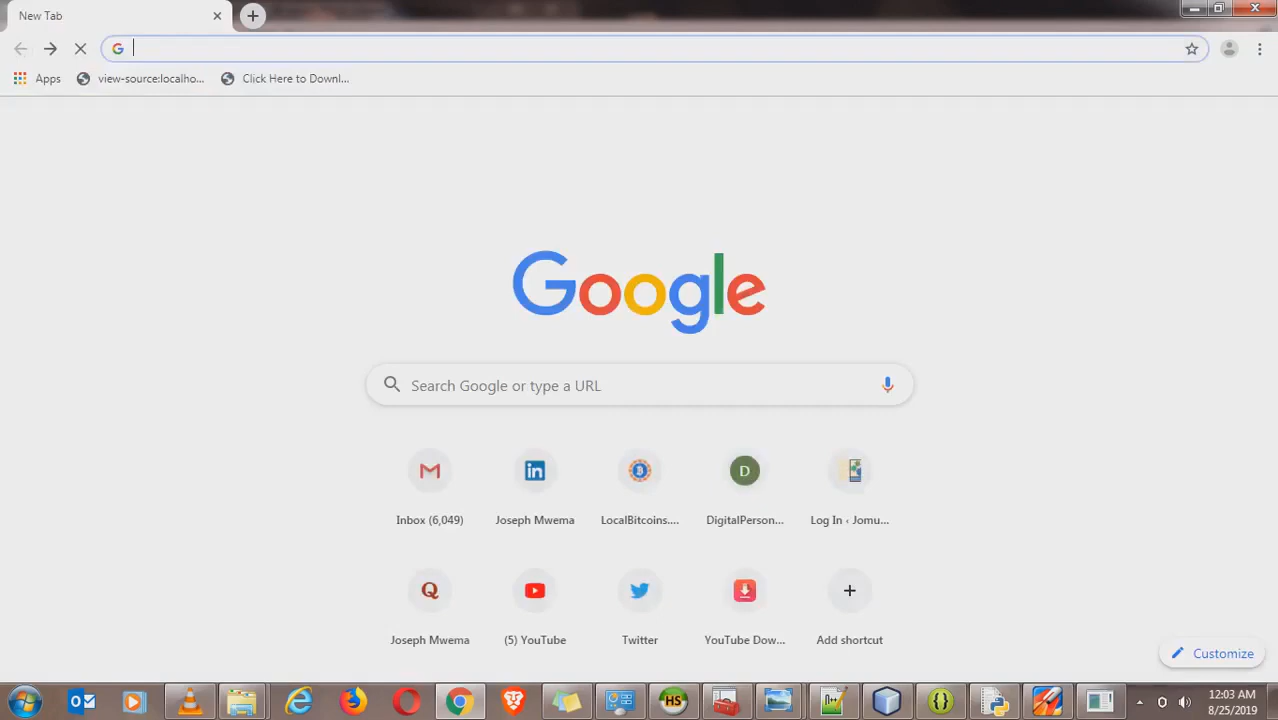 New Tab
Apps
view-source:localho...
Click Here to Downl...
Google
Search Google or type a URL
Inbox (6,049)
Joseph Mwema
LocalBitcoins....
D
DigitalPerson...
Log In ‹ Jomu...
Q
Joseph Mwema
(5) YouTube
Twitter
YouTube Dow...
Add shortcut
Customize
12:03 AM
8/25/2019